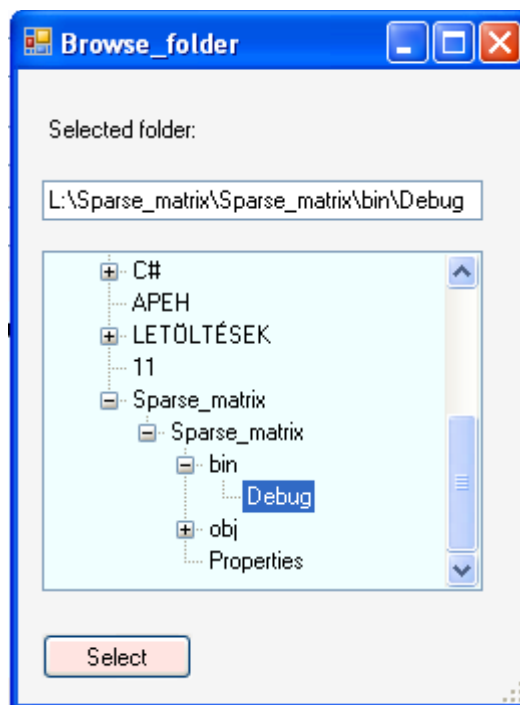 Browse_folder
Selected folder:
L:\Sparse_matrix\Sparse_matrix\bin\Debug
C#
APEH
LETÖLTÉSEK
11
Sparse_matrix
Sparse_matrix
bin
Debug
obj
Properties
Select